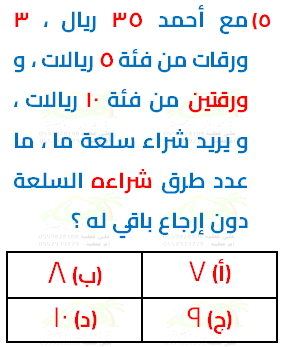 ٥) مع أحمد ٣٥ ريال ، ٣
ورقات من فئة ٥ ريالات ، و
ورقتين من فئة ١٠ ريالات ،
و يريد شراء سلعة ما ، ما
عدد طرق شراءه السلعة
دون إرجاع باقي له ؟
(أ) ٧ (ب) ٨
(ج) ٩ (د) ١٠